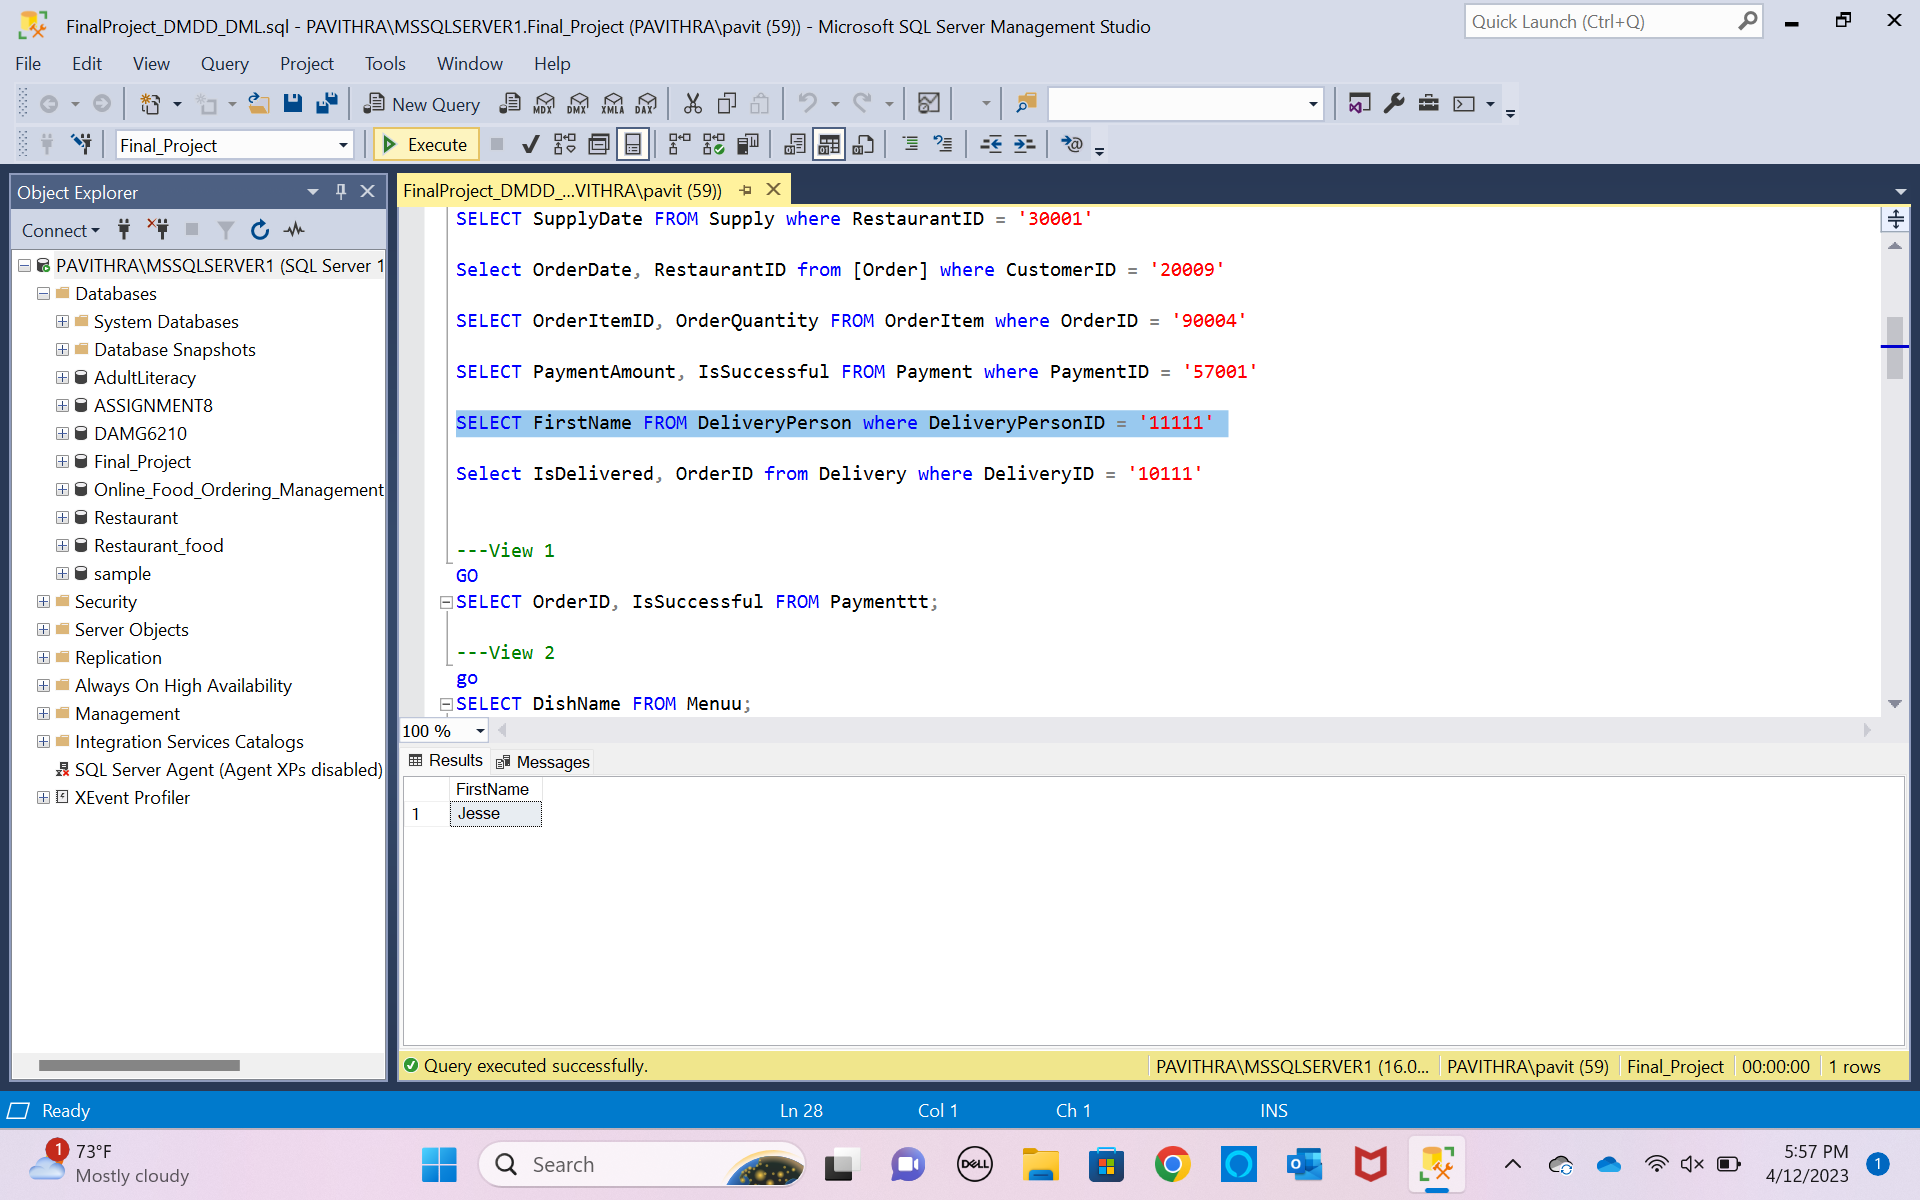 FinalProject_DMDD_DML.sql - PAVITHRA\MSSQLSERVER1.Final_Project (PAVITHRA\pavit (59)) - Microsoft SQL Server Management Studio
Quick Launch (Ctrl+Q)
File Edit View Query Project Tools Window Help
New Query MDX DMX XMLA DAX
Final_Project Execute
Object Explorer
Connect
PAVITHRA\MSSQLSERVER1 (SQL Server 1
Databases
System Databases
Database Snapshots
AdultLiteracy
ASSIGNMENT8
DAMG6210
Final_Project
Online_Food_Ordering_Management
Restaurant
Restaurant_food
sample
Security
Server Objects
Replication
Always On High Availability
Management
Integration Services Catalogs
SQL Server Agent (Agent XPs disabled)
XEvent Profiler
FinalProject_DMDD_...VITHRA\pavit (59))
SELECT SupplyDate FROM Supply where RestaurantID = '30001'
Select OrderDate, RestaurantID from [Order] where CustomerID = '20009'
SELECT OrderItemID, OrderQuantity FROM OrderItem where OrderID = '90004'
SELECT PaymentAmount, IsSuccessful FROM Payment where PaymentID = '57001'
SELECT FirstName FROM DeliveryPerson where DeliveryPersonID = '11111'
Select IsDelivered, OrderID from Delivery where DeliveryID = '10111'
---View 1
GO
SELECT OrderID, IsSuccessful FROM Paymenttt;
---View 2
go
SELECT DishName FROM Menuu;
100 %
Results Messages
FirstName
1 Jesse
Query executed successfully. PAVITHRA\MSSQLSERVER1 (16.0... PAVITHRA\pavit (59) Final_Project 00:00:00 1 rows
Ready Ln 28 Col 1 Ch 1 INS
1 73°F
Mostly cloudy
Search
DELL
5:57 PM
4/12/2023
1